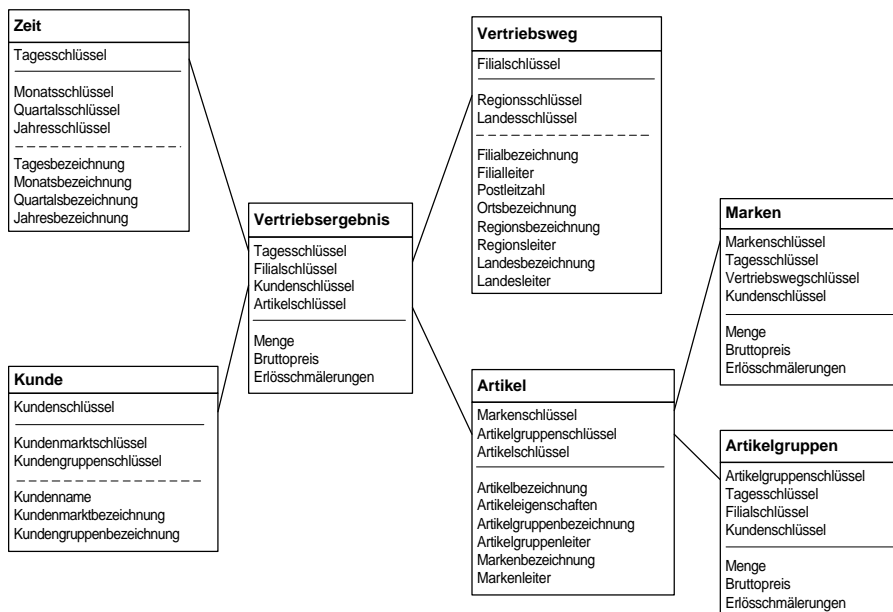 Zeit
Tagesschlüssel
Monatsschlüssel
Quartalsschlüssel
Jahresschlüssel
Tagesbezeichnung
Monatsbezeichnung
Quartalsbezeichnung
Jahresbezeichnung
Vertriebsweg
Filialschlüssel
Regionsschlüssel
Landesschlüssel
Filialbezeichnung
Filialleiter
Postleitzahl
Ortsbezeichnung
Regionsbezeichnung
Regionsleiter
Landesbezeichnung
Landesleiter
Vertriebsergebnis
Tagesschlüssel
Filialschlüssel
Kundenschlüssel
Artikelschlüssel
Menge
Bruttopreis
Erlösschmälerungen
Marken
Markenschlüssel
Tagesschlüssel
Vertriebswegschlüssel
Kundenschlüssel
Menge
Bruttopreis
Erlösschmälerungen
Kunde
Kundenschlüssel
Kundenmarktschlüssel
Kundengruppenschlüssel
Kundenname
Kundenmarktbezeichnung
Kundengruppenbezeichnung
Artikel
Markenschlüssel
Artikelgruppenschlüssel
Artikelschlüssel
Artikelbezeichnung
Artikeleigenschaften
Artikelgruppenbezeichnung
Artikelgruppenleiter
Markenbezeichnung
Markenleiter
Artikelgruppen
Artikelgruppenschlüssel
Tagesschlüssel
Filialschlüssel
Kundenschlüssel
Menge
Bruttopreis
Erlösschmälerungen